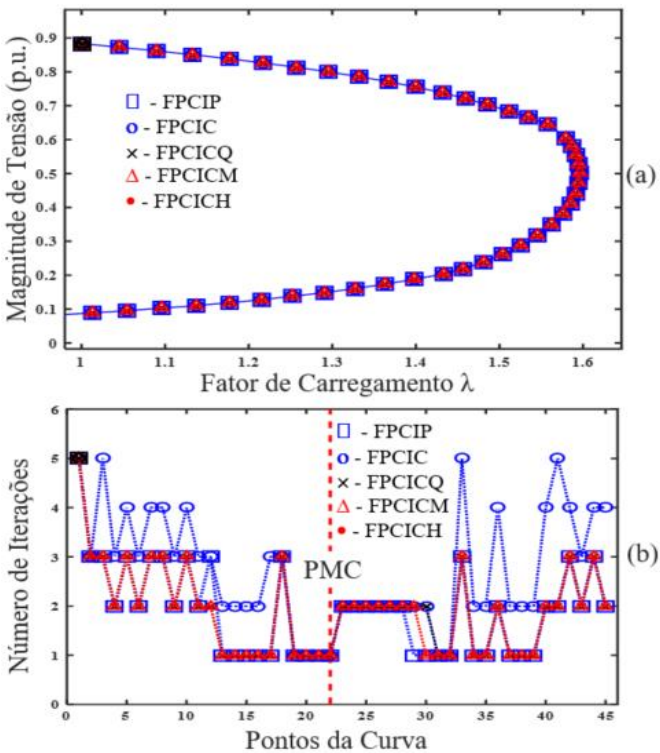 Magnitude de Tensão (p.u.)
0.9
0.8
0.7
0.6
0.5
0.4
0.3
0.2
0.1
0
- FPCIP
- FPCIC
- FPCICQ
- FPCICM
- FPCICH
(a)
1
1.1
1.2
1.3
1.4
1.5
1.6
Fator de Carregamento λ
Número de Iterações
6
5
4
3
2
1
0
- FPCIP
- FPCIC
- FPCICQ
- FPCICM
- FPCICH
PMC
(b)
0
5
10
15
20
25
30
35
40
45
Pontos da Curva